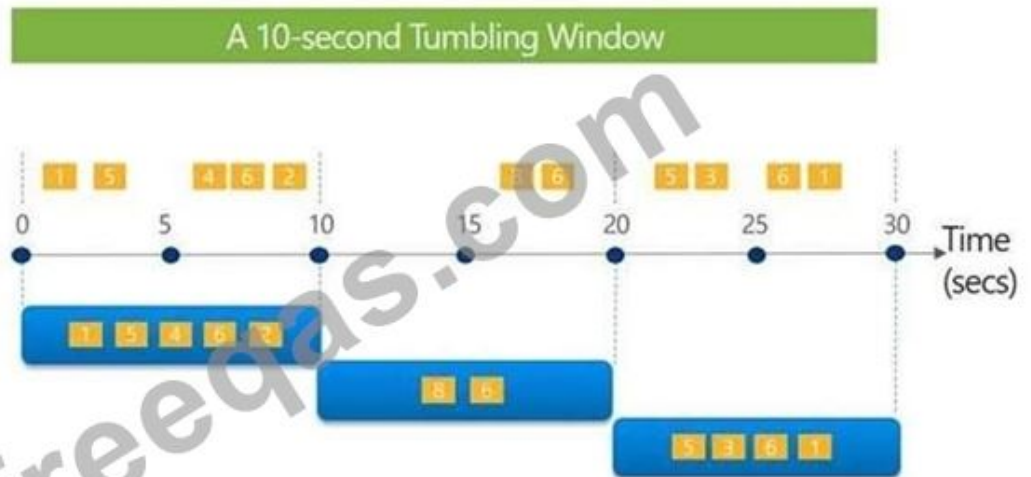 A 10-second Tumbling Window
1 5 4 6 2 8 6 5 3 6 1
0 5 10 15 20 25 30
Time
(secs)
1 5 4 6 2
8 6
5 3 6 1
freeqas.com